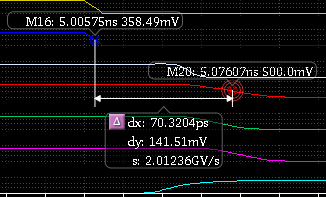 M16: 5.00575ns 358.49mV
M20: 5.07607ns 500.0mV
Δ dx: 70.3204ps
dy: 141.51mV
s: 2.01236GV/s